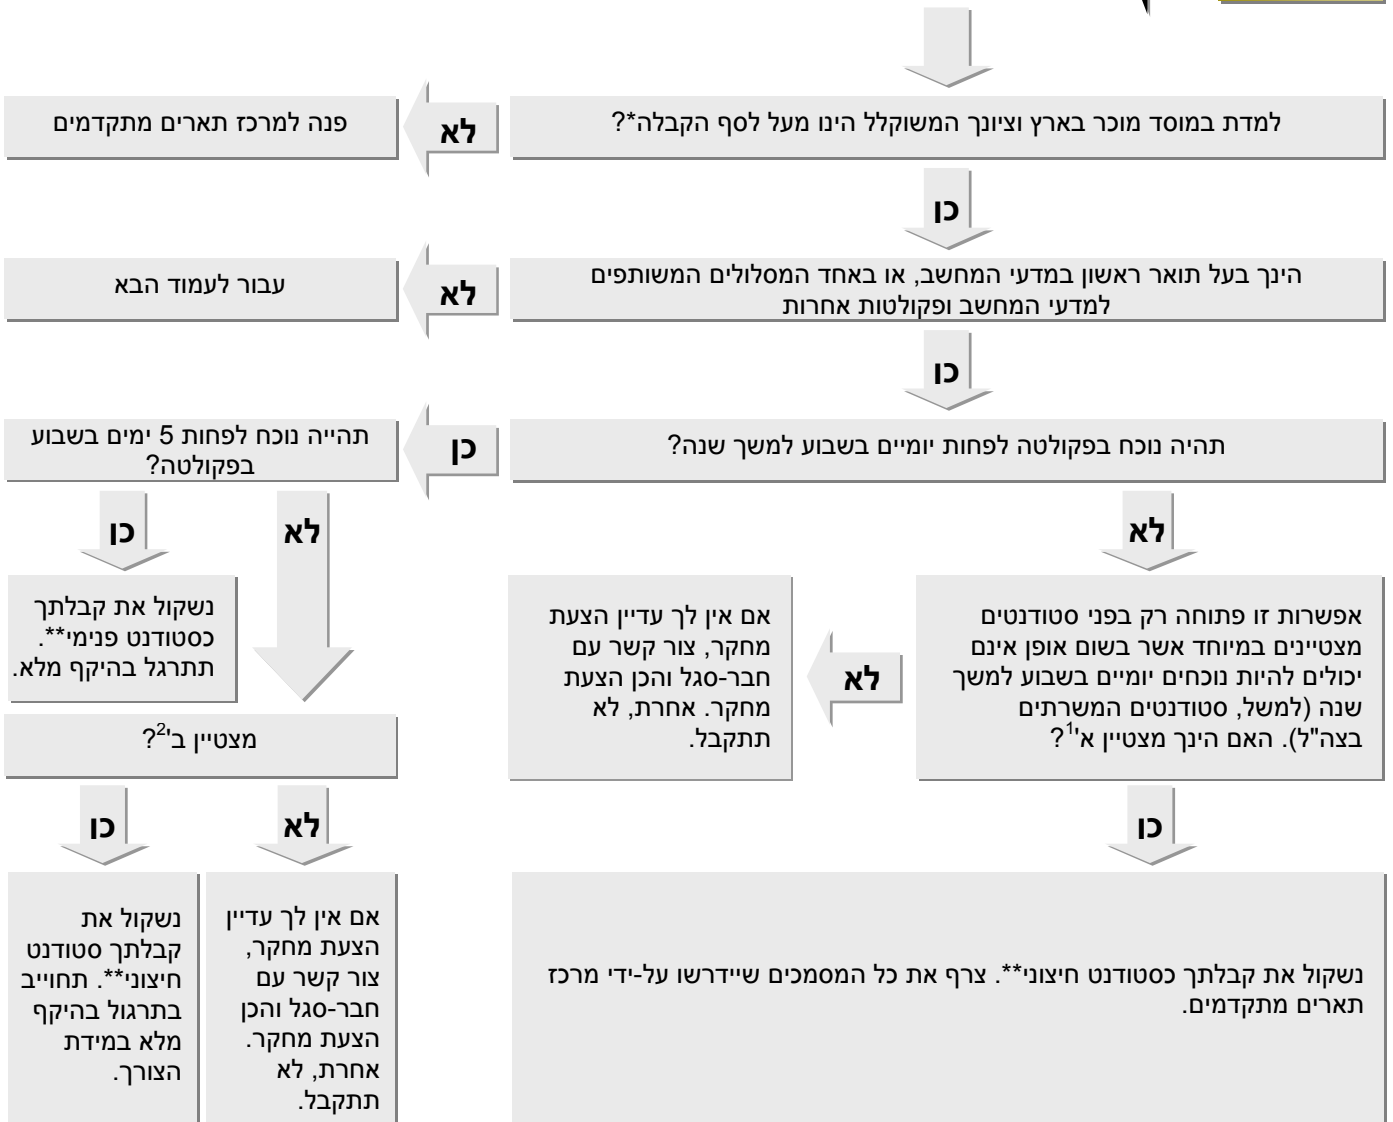 למדת במוסד מוכר בארץ וציונך המשוקלל הינו מעל לסף הקבלה*?
לא
פנה למרכז תארים מתקדמים
כן
הינך בעל תואר ראשון במדעי המחשב, או באחד המסלולים המשותפים
למדעי המחשב ופקולטות אחרות
לא
עבור לעמוד הבא
כן
תהיה נוכח בפקולטה לפחות יומיים בשבוע למשך שנה?
כן
תהייה נוכח לפחות 5 ימים בשבוע
בפקולטה?
לא
לא
כן
אפשרות זו פתוחה רק בפני סטודנטים
מצטיינים במיוחד אשר בשום אופן אינם
יכולים להיות נוכחים יומיים בשבוע למשך
שנה (למשל, סטודנטים המשרתים
בצה"ל). האם הינך מצטיין א'1?
לא
אם אין לך עדיין הצעת
מחקר, צור קשר עם
חבר-סגל והכן הצעת
מחקר. אחרת, לא
תתקבל.
נשקול את קבלתך
כסטודנט פנימי**.
תתרגל בהיקף מלא.
מצטיין ב'2?
כן
לא
כן
נשקול את קבלתך כסטודנט חיצוני**. צרף את כל המסמכים שיידרשו על-ידי מרכז
תארים מתקדמים.
אם אין לך עדיין
הצעת מחקר,
צור קשר עם
חבר-סגל והכן
הצעת מחקר.
אחרת, לא
תתקבל.
נשקול את
קבלתך סטודנט
חיצוני**. תחוייב
בתרגול בהיקף
מלא במידת
הצורך.